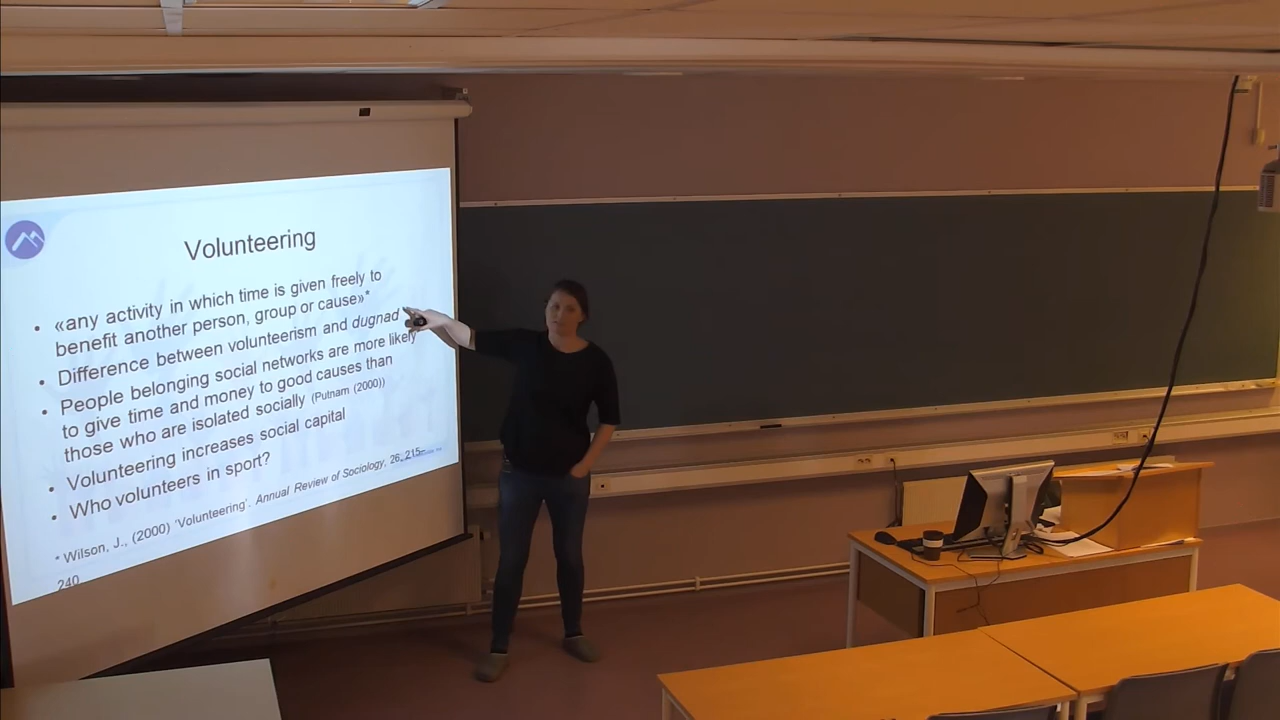 Volunteering
• «any activity in which time is given freely to
benefit another person, group or cause»*
• Difference between volunteerism and dugnad
• People belonging social networks are more likely
to give time and money to good causes than
those who are isolated socially (Putnam (2000))
• Volunteering increases social capital
• Who volunteers in sport?
* Wilson, J., (2000) 'Volunteering'. Annual Review of Sociology, 26, 215–
240